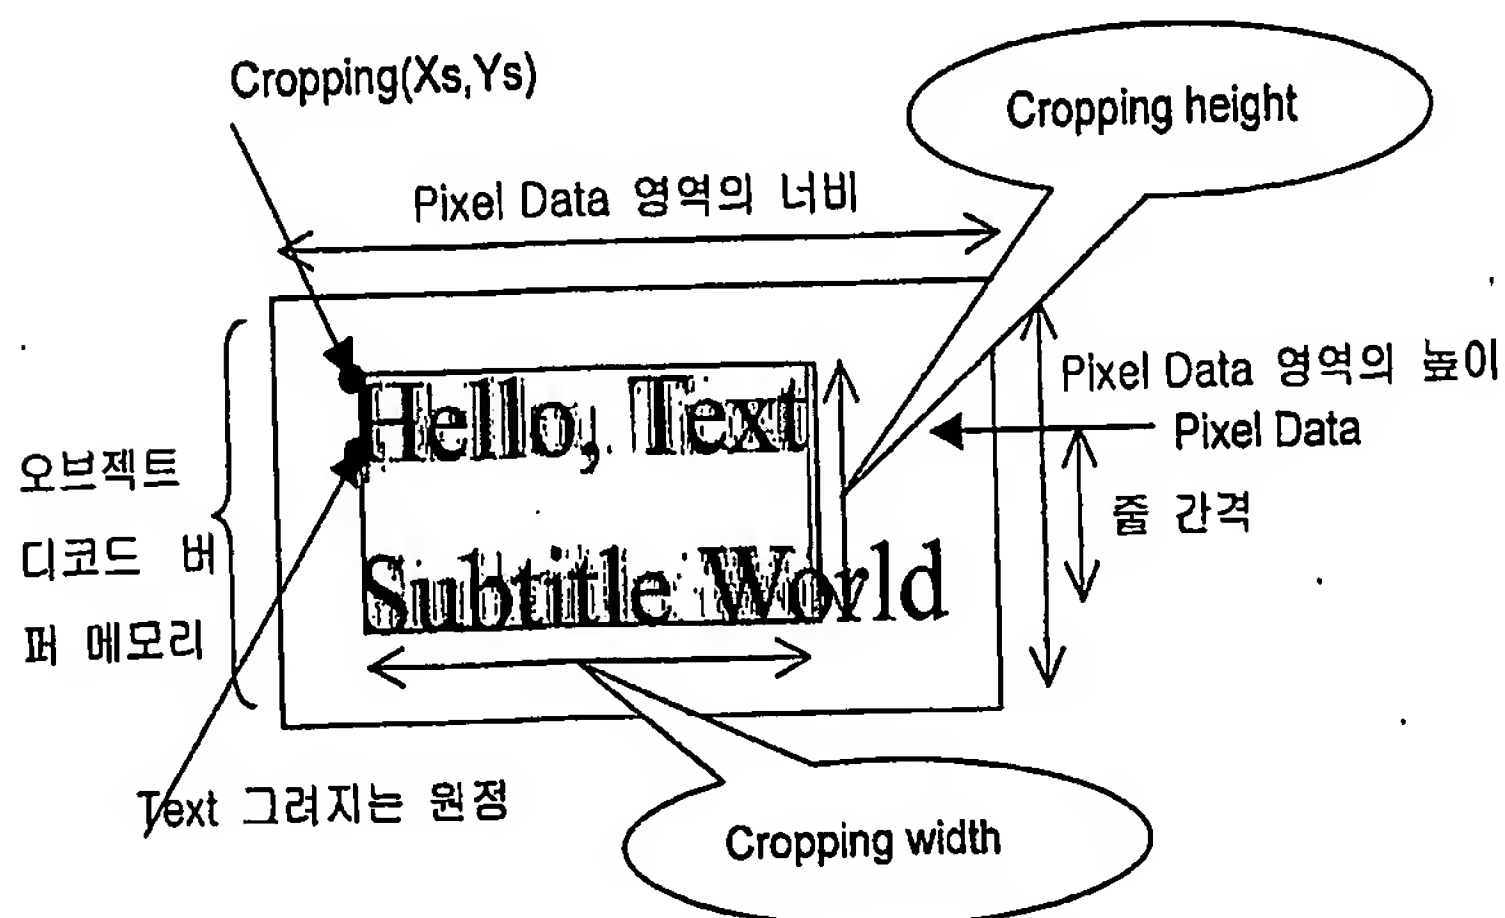 Cropping(Xs,Ys)
Cropping height
Pixel Data 영역의 너비
Pixel Data 영역의 높이
Hello, Text
Pixel Data
오브젝트
디코드 버
퍼 메모리
줄 간격
Subtitle World
Text 그려지는 원정
Cropping width